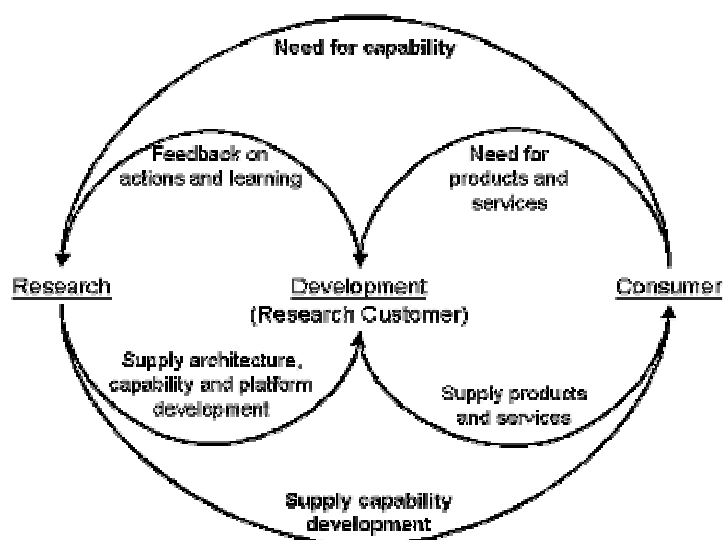 Need for capability
Feedback on
actions and learning
Need for
products and
services
Research
Development
(Research Customer)
Consumer
Supply architecture,
capability and platform
development
Supply products
and services
Supply capability
development